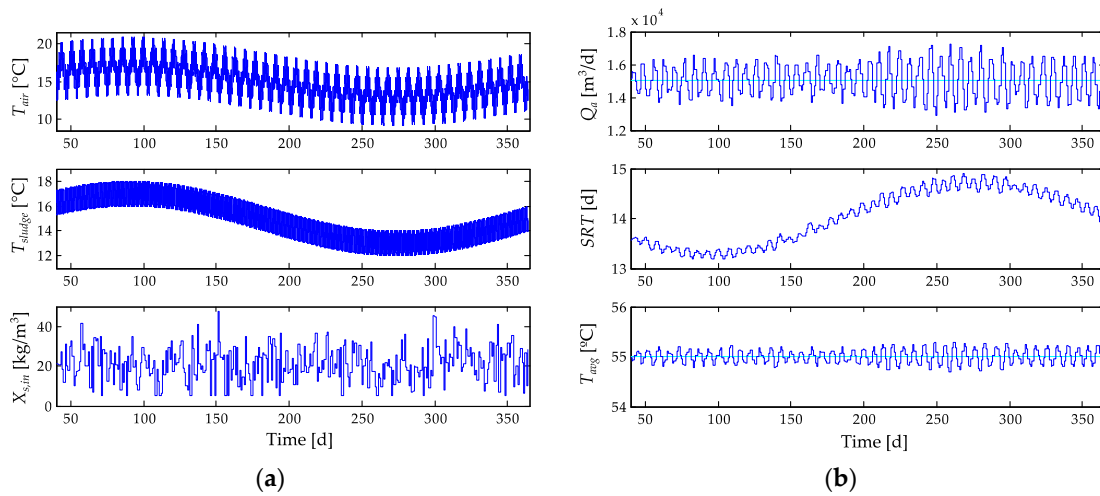 20
15
10
T_air [°C]
50 100 150 200 250 300 350
18
16
14
12
T_sludge [°C]
50 100 150 200 250 300 350
40
20
0
X_s,in [kg/m³]
50 100 150 200 250 300 350
Time [d]
(a)
x 10⁴
1.8
1.6
1.4
1.2
Q_a [m³/d]
50 100 150 200 250 300 350
15
14
13
SRT [d]
50 100 150 200 250 300 350
56
55
54
T_avg [°C]
50 100 150 200 250 300 350
Time [d]
(b)